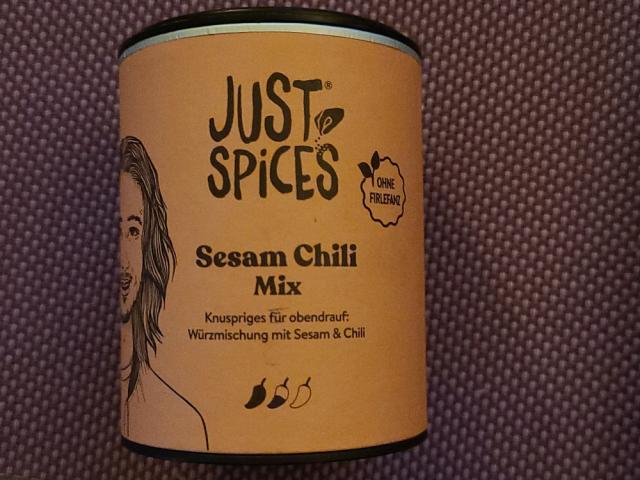 JUST®
SPiCES
OHNE
FIRLEFANZ
Sesam Chili
Mix
Knuspriges für obendrauf:
Würzmischung mit Sesam & Chili